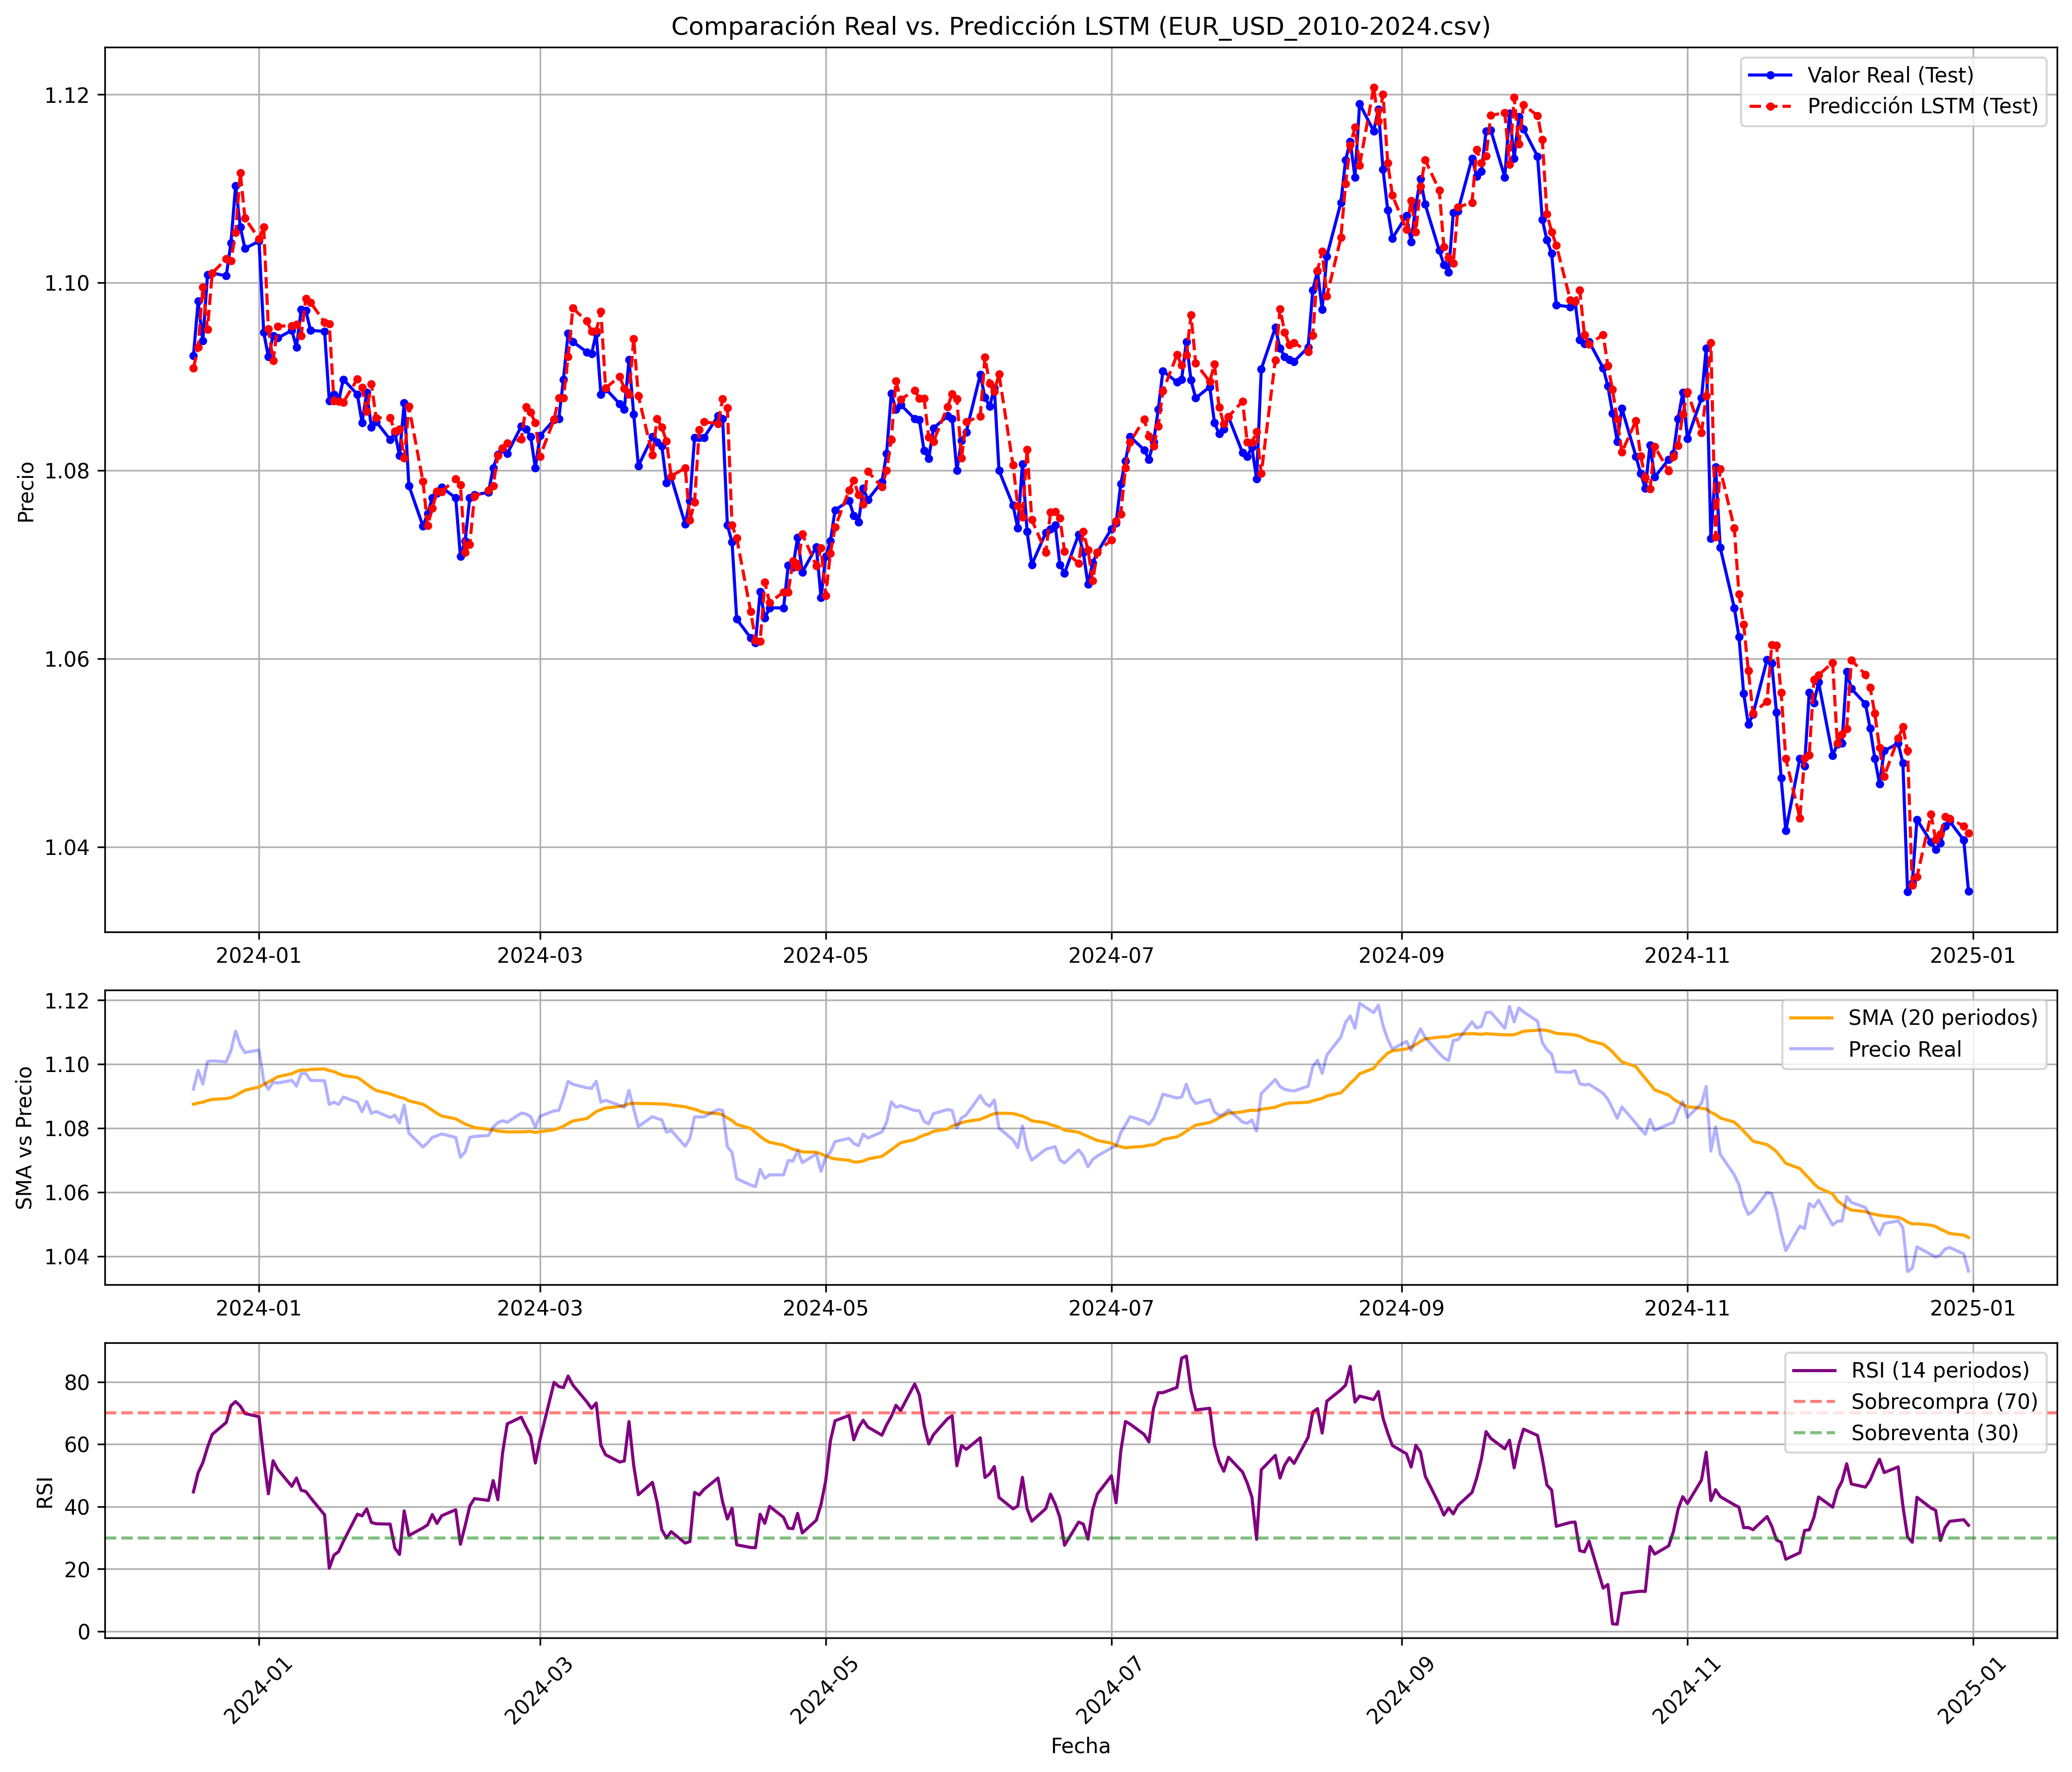 Comparación Real vs. Predicción LSTM (EUR_USD_2010-2024.csv)
Valor Real (Test)
Predicción LSTM (Test)
Precio
1.12
1.10
1.08
1.06
1.04
2024-01 2024-03 2024-05 2024-07 2024-09 2024-11 2025-01
SMA (20 periodos)
Precio Real
SMA vs Precio
1.12
1.10
1.08
1.06
1.04
2024-01 2024-03 2024-05 2024-07 2024-09 2024-11 2025-01
RSI (14 periodos)
Sobrecompra (70)
Sobreventa (30)
RSI
80
60
40
20
0
2024-01 2024-03 2024-05 2024-07 2024-09 2024-11 2025-01
Fecha